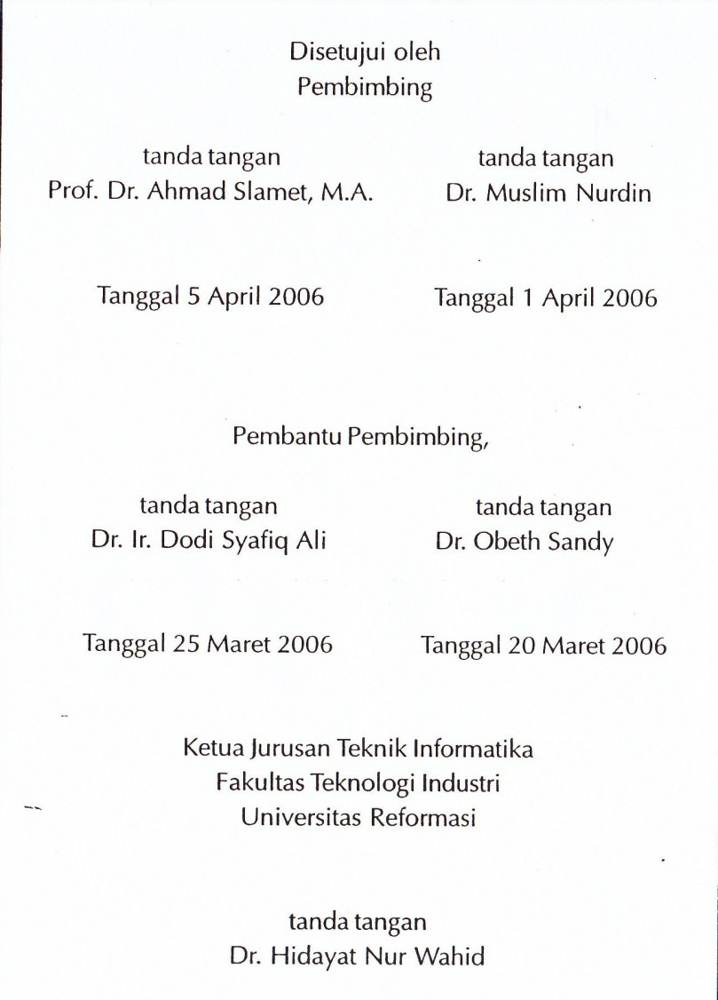 Disetujui oleh
Pembimbing
tanda tangan tanda tangan
Prof. Dr. Ahmad Slamet, M.A. Dr. Muslim Nurdin
Tanggal 5 April 2006 Tanggal 1 April 2006
Pembantu Pembimbing,
tanda tangan tanda tangan
Dr. Ir. Dodi Syafiq Ali Dr. Obeth Sandy
Tanggal 25 Maret 2006 Tanggal 20 Maret 2006
Ketua Jurusan Teknik Informatika
Fakultas Teknologi Industri
Universitas Reformasi
tanda tangan
Dr. Hidayat Nur Wahid